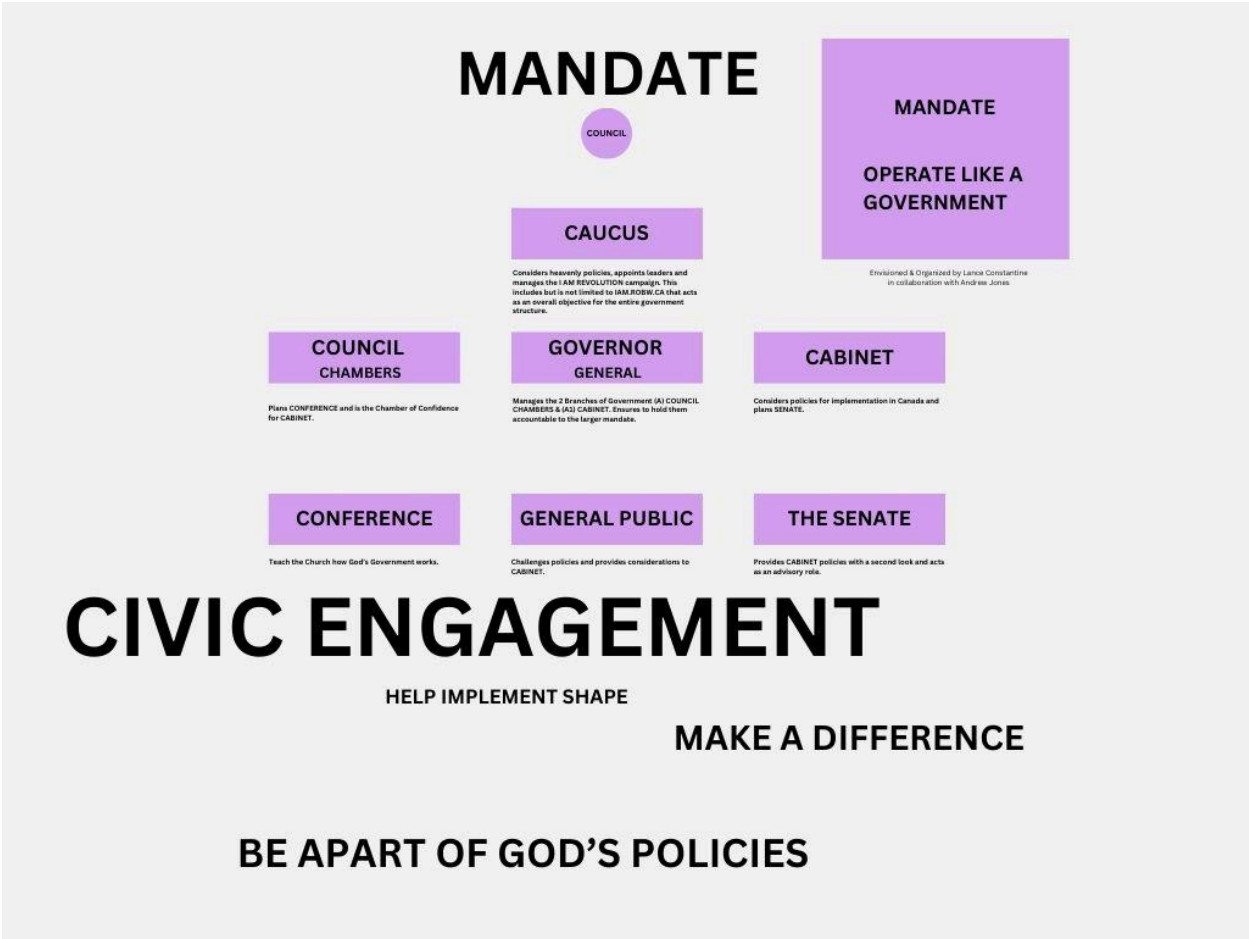 MANDATE
COUNCIL
MANDATE
OPERATE LIKE A
GOVERNMENT
Envisioned & Organized by Lance Constantine
in collaboration with Andrew Jones
CAUCUS
Considers heavenly policies, appoints leaders and
manages the I AM REVOLUTION campaign. This
includes but is not limited to IAM.ROBW.CA that acts
as an overall objective for the entire government
structure.
COUNCIL
CHAMBERS
Plans CONFERENCE and is the Chamber of Confidence
for CABINET.
GOVERNOR
GENERAL
Manages the 2 Branches of Government (A) COUNCIL
CHAMBERS & (A1) CABINET. Ensures to hold them
accountable to the larger mandate.
CABINET
Considers policies for implementation in Canada and
plans SENATE.
CONFERENCE
Teach the Church how God's Government works.
GENERAL PUBLIC
Challenges policies and provides considerations to
CABINET.
THE SENATE
Provides CABINET policies with a second look and acts
as an advisory role.
CIVIC ENGAGEMENT
HELP IMPLEMENT SHAPE
MAKE A DIFFERENCE
BE APART OF GOD'S POLICIES